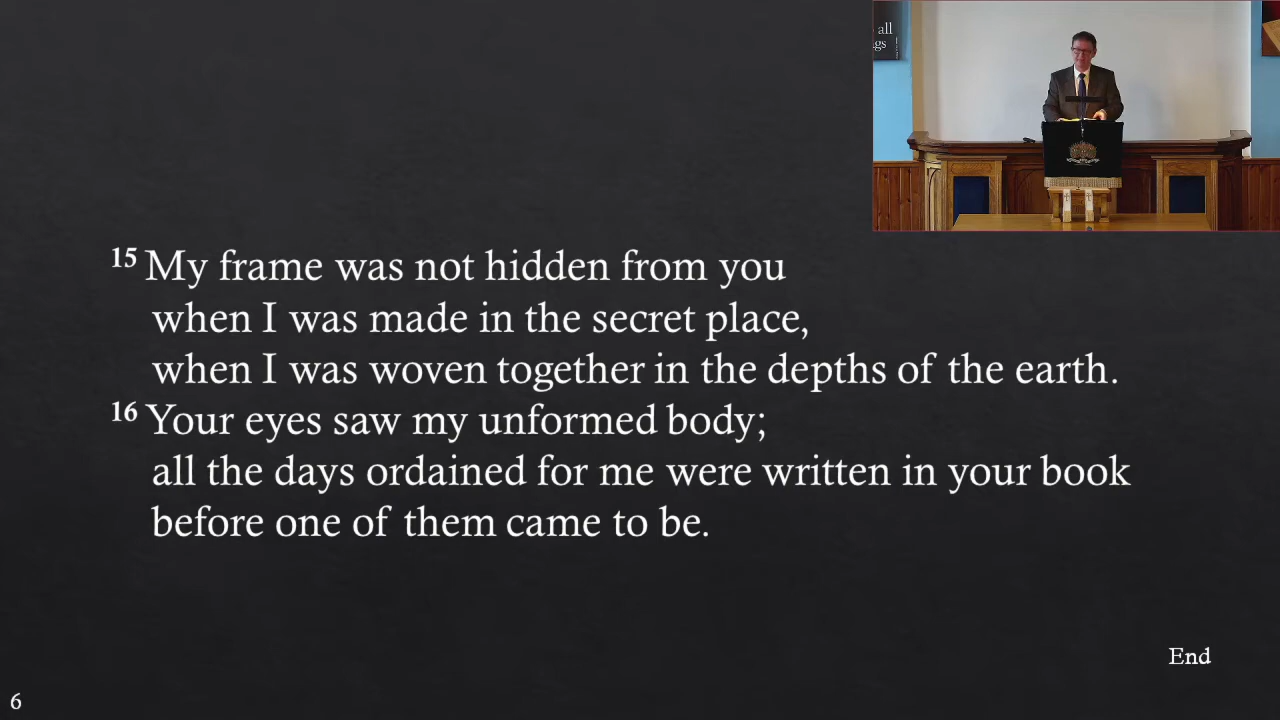 all
gs
15 My frame was not hidden from you
when I was made in the secret place,
when I was woven together in the depths of the earth.
16 Your eyes saw my unformed body;
all the days ordained for me were written in your book
before one of them came to be.
End
6